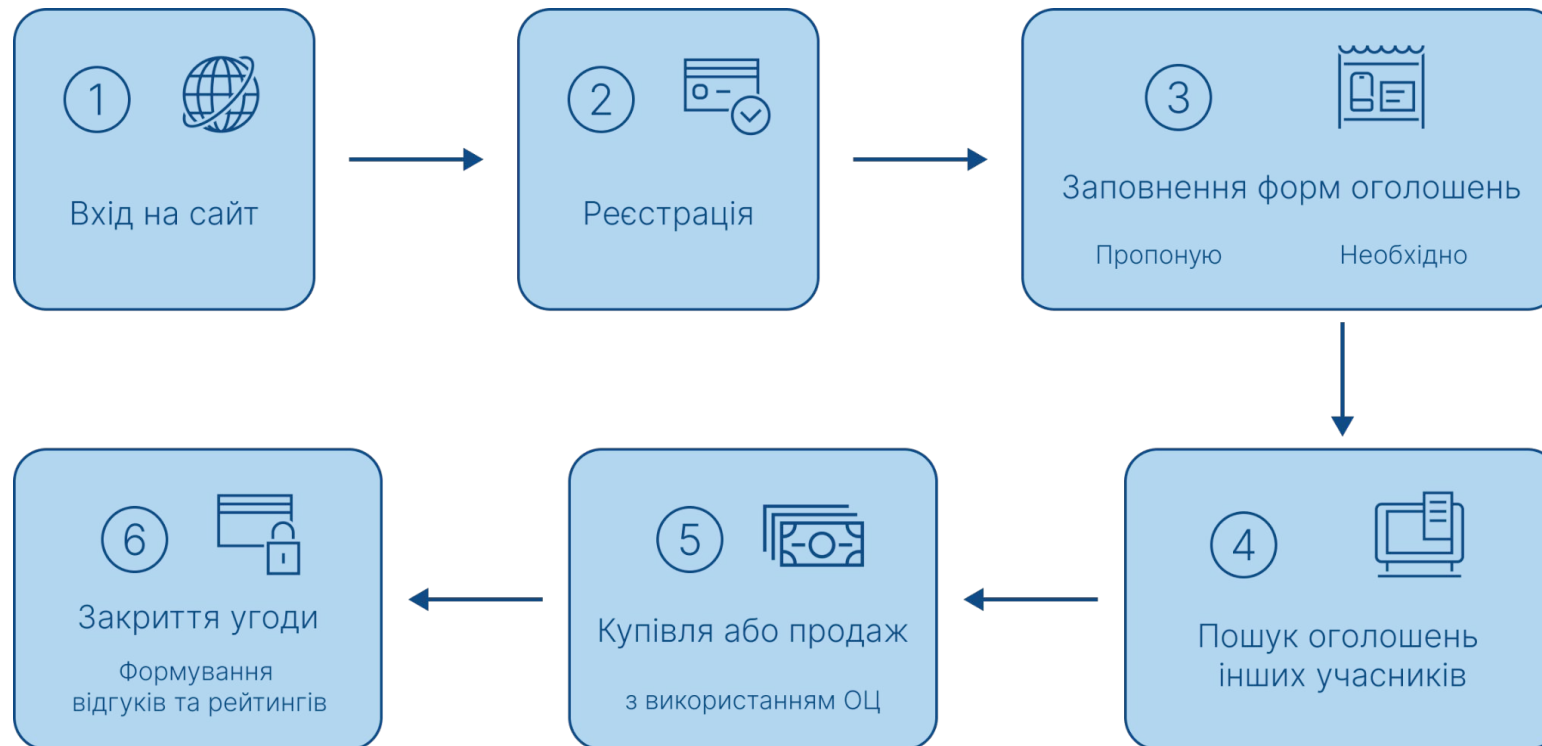 1
Вхід на сайт
2
Реєстрація
3
Заповнення форм оголошень
Пропоную
Необхідно
4
Пошук оголошень
інших учасників
5
Купівля або продаж
з використанням ОЦ
6
Закриття угоди
Формування
відгуків та рейтингів